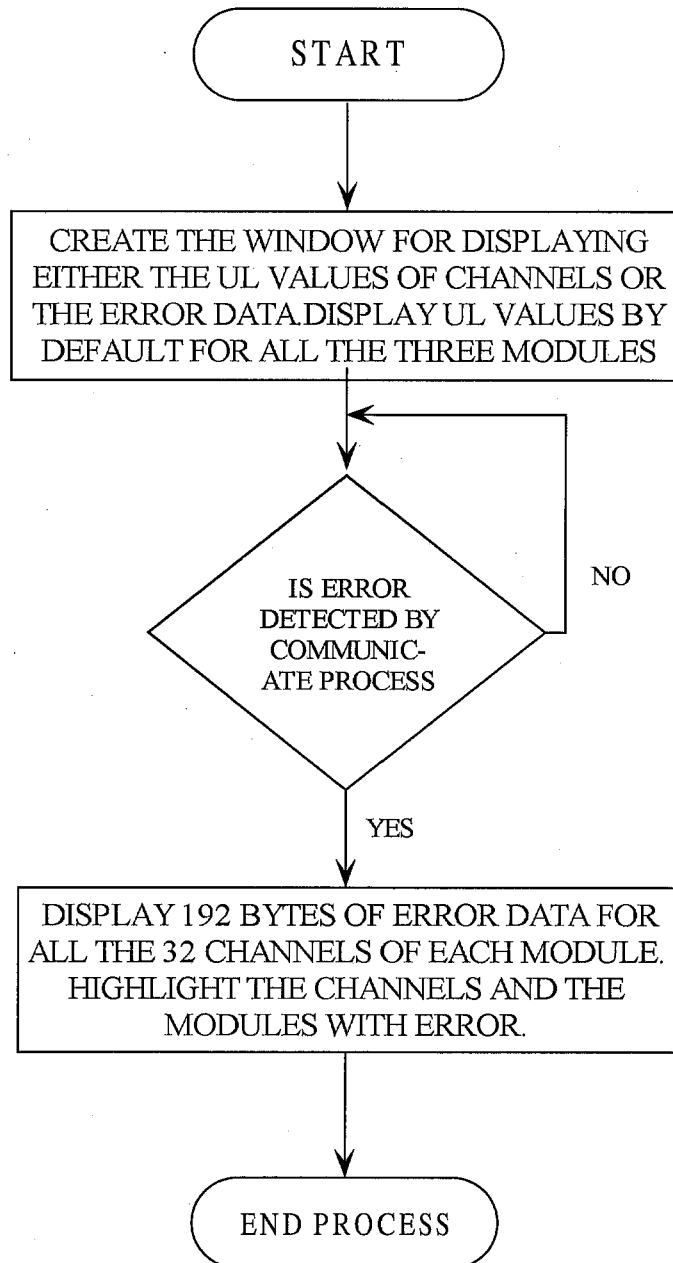 START
CREATE THE WINDOW FOR DISPLAYING
EITHER THE UL VALUES OF CHANNELS OR
THE ERROR DATA.DISPLAY UL VALUES BY
DEFAULT FOR ALL THE THREE MODULES
IS ERROR
DETECTED BY
COMMUNIC-
ATE PROCESS
NO
YES
DISPLAY 192 BYTES OF ERROR DATA FOR
ALL THE 32 CHANNELS OF EACH MODULE.
HIGHLIGHT THE CHANNELS AND THE
MODULES WITH ERROR.
END PROCESS